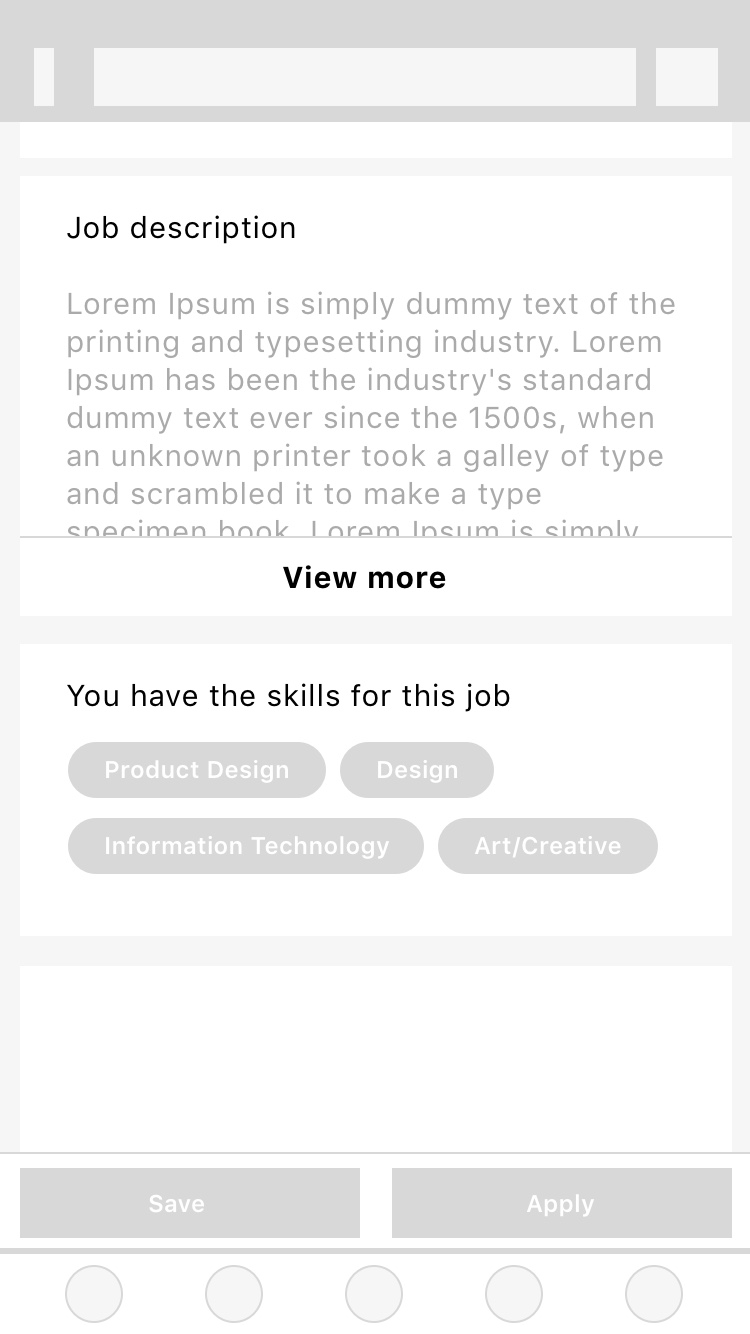 Job description
Lorem Ipsum is simply dummy text of the
printing and typesetting industry. Lorem
Ipsum has been the industry's standard
dummy text ever since the 1500s, when
an unknown printer took a galley of type
and scrambled it to make a type
specimen book. Lorem Ipsum is simply
View more
You have the skills for this job
Product Design
Design
Information Technology
Art/Creative
Save
Apply